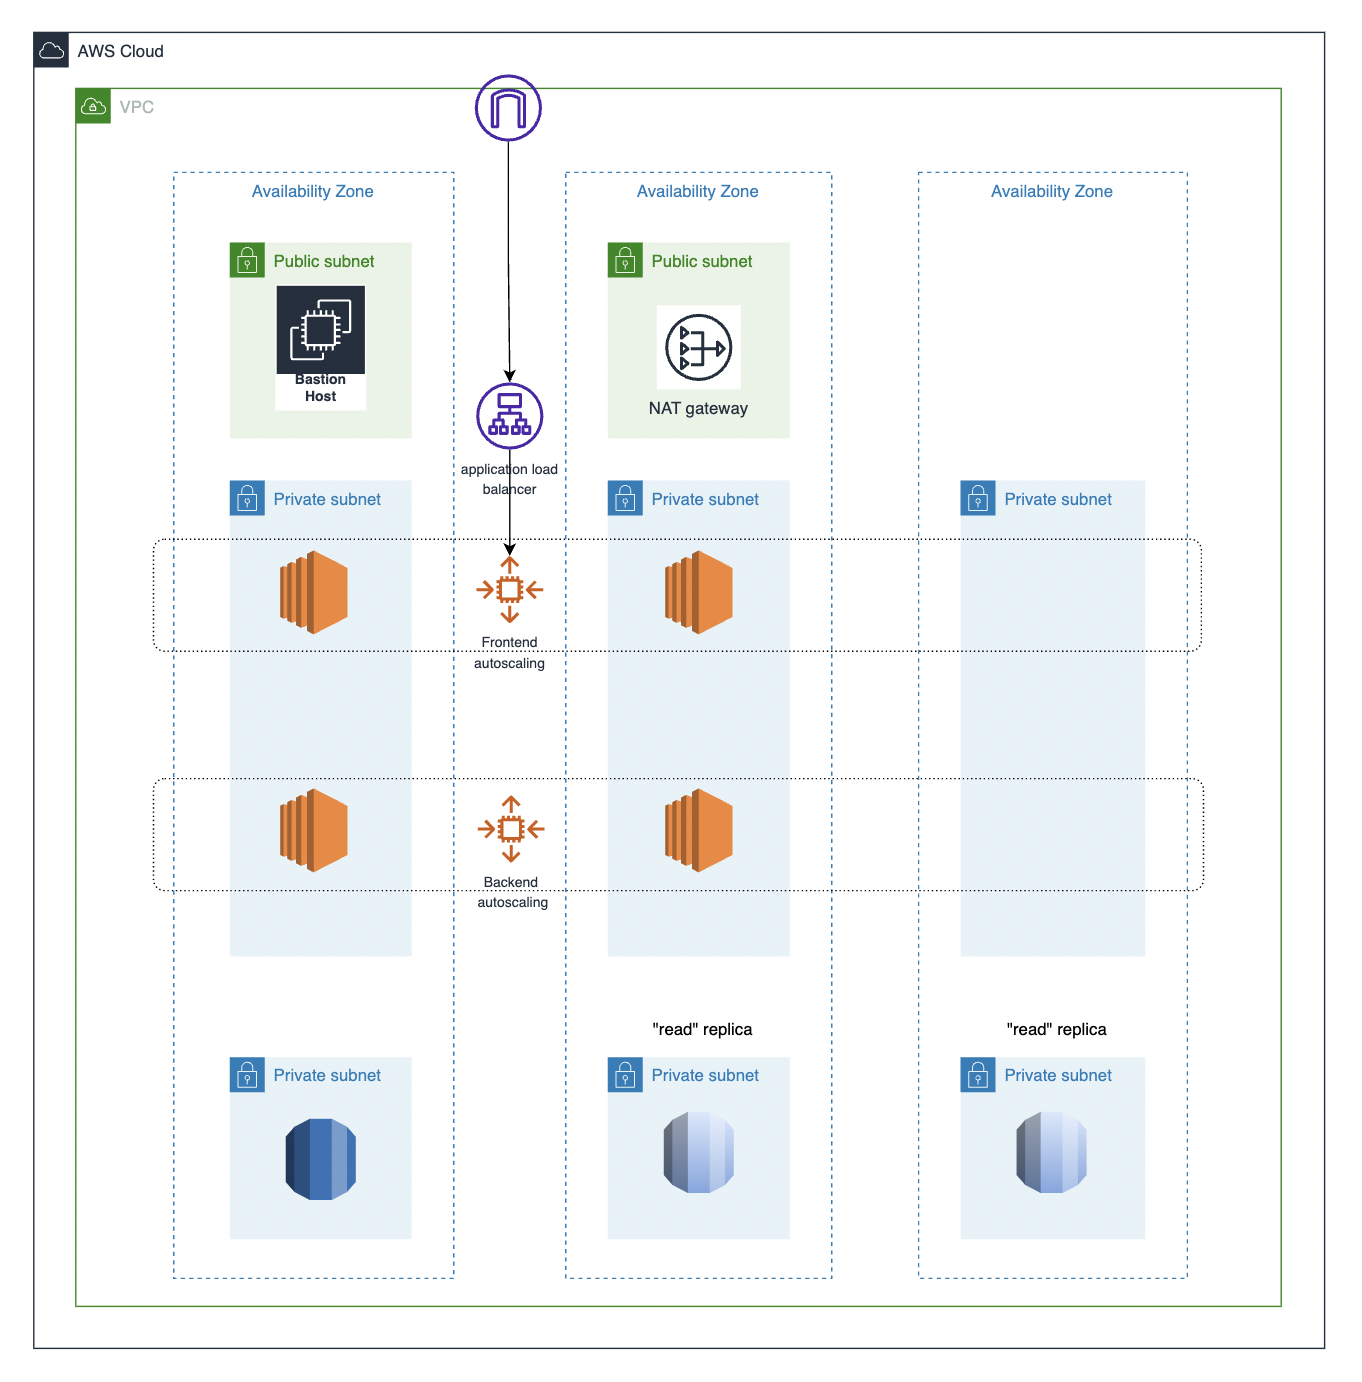 AWS Cloud
VPC
Availability Zone
Availability Zone
Availability Zone
Public subnet
Public subnet
Bastion
Host
NAT gateway
application load
balancer
Private subnet
Private subnet
Private subnet
Frontend
autoscaling
Backend
autoscaling
"read" replica
"read" replica
Private subnet
Private subnet
Private subnet